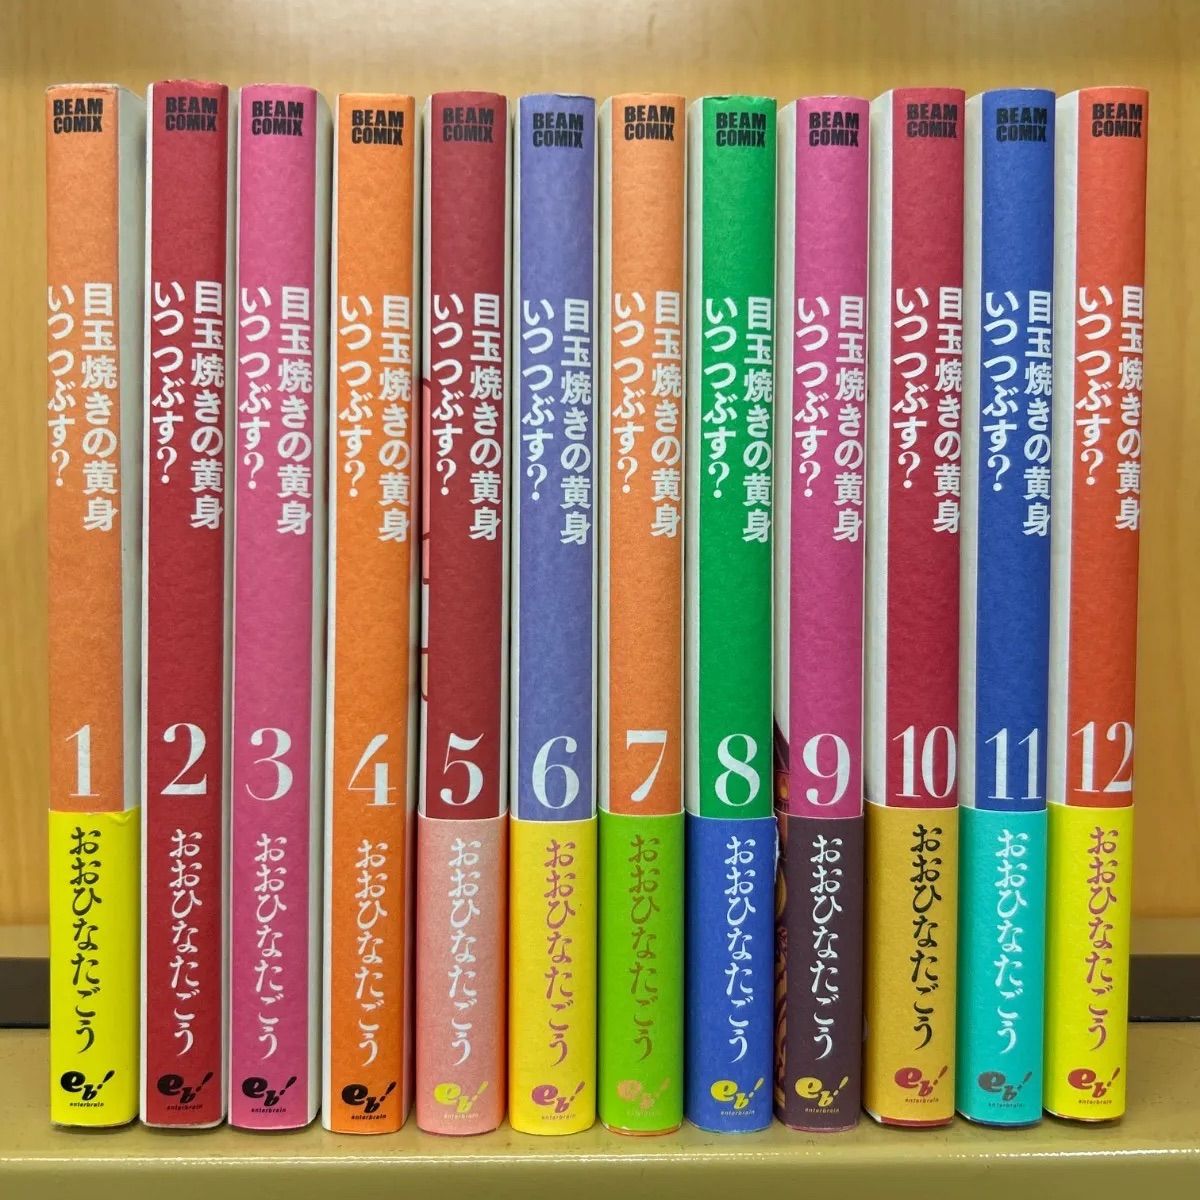 BEAM
COMIX
目玉焼きの黄身
いつつぶす?
1
おおひなたごう
eb!
enterbrain
BEAM
COMIX
目玉焼きの黄身
いつつぶす?
2
おおひなたごう
eb!
enterbrain
BEAM
COMIX
目玉焼きの黄身
いつつぶす?
3
おおひなたごう
eb!
enterbrain
BEAM
COMIX
目玉焼きの黄身
いつつぶす?
4
おおひなたごう
eb!
enterbrain
BEAM
COMIX
目玉焼きの黄身
いつつぶす?
5
おおひなたごう
eb!
enterbrain
BEAM
COMIX
目玉焼きの黄身
いつつぶす?
6
おおひなたごう
eb!
enterbrain
BEAM
COMIX
目玉焼きの黄身
いつつぶす?
7
おおひなたごう
eb!
enterbrain
BEAM
COMIX
目玉焼きの黄身
いつつぶす?
8
おおひなたごう
eb!
enterbrain
BEAM
COMIX
目玉焼きの黄身
いつつぶす?
9
おおひなたごう
eb!
enterbrain
BEAM
COMIX
目玉焼きの黄身
いつつぶす?
10
おおひなたごう
eb!
enterbrain
BEAM
COMIX
目玉焼きの黄身
いつつぶす?
11
おおひなたごう
eb!
enterbrain
BEAM
COMIX
目玉焼きの黄身
いつつぶす?
12
おおひなたごう
eb!
enterbrain